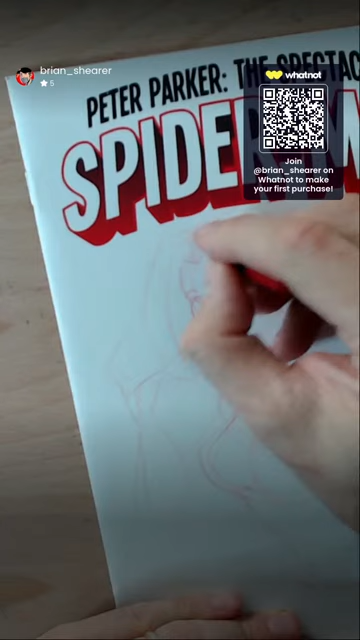 brian_shearer
★ 5
whatnot
Join
@brian_shearer on
Whatnot to make
your first purchase!
PETER PARKER: THE SPECTAC
SPIDER